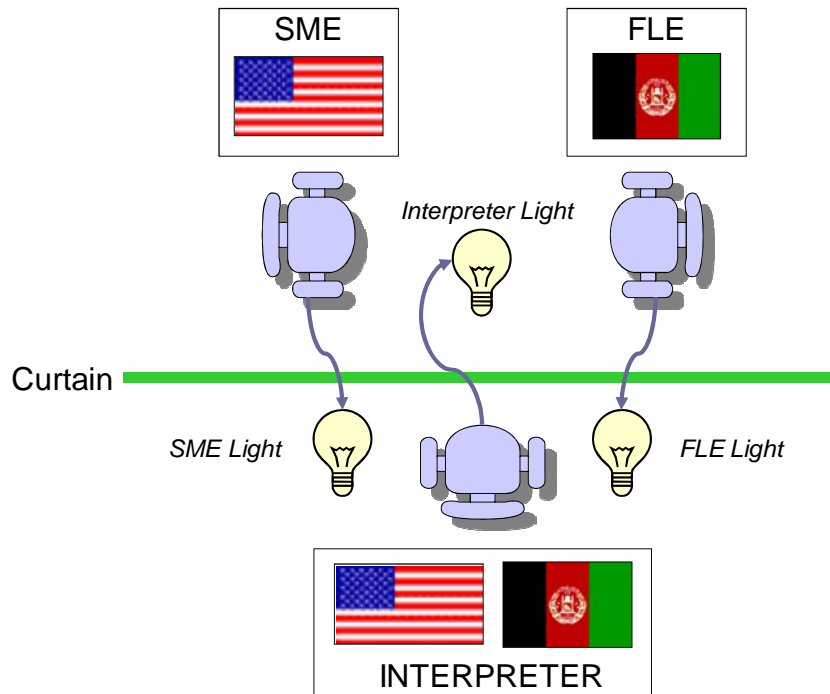 SME
FLE
Interpreter Light
Curtain
SME Light
FLE Light
INTERPRETER